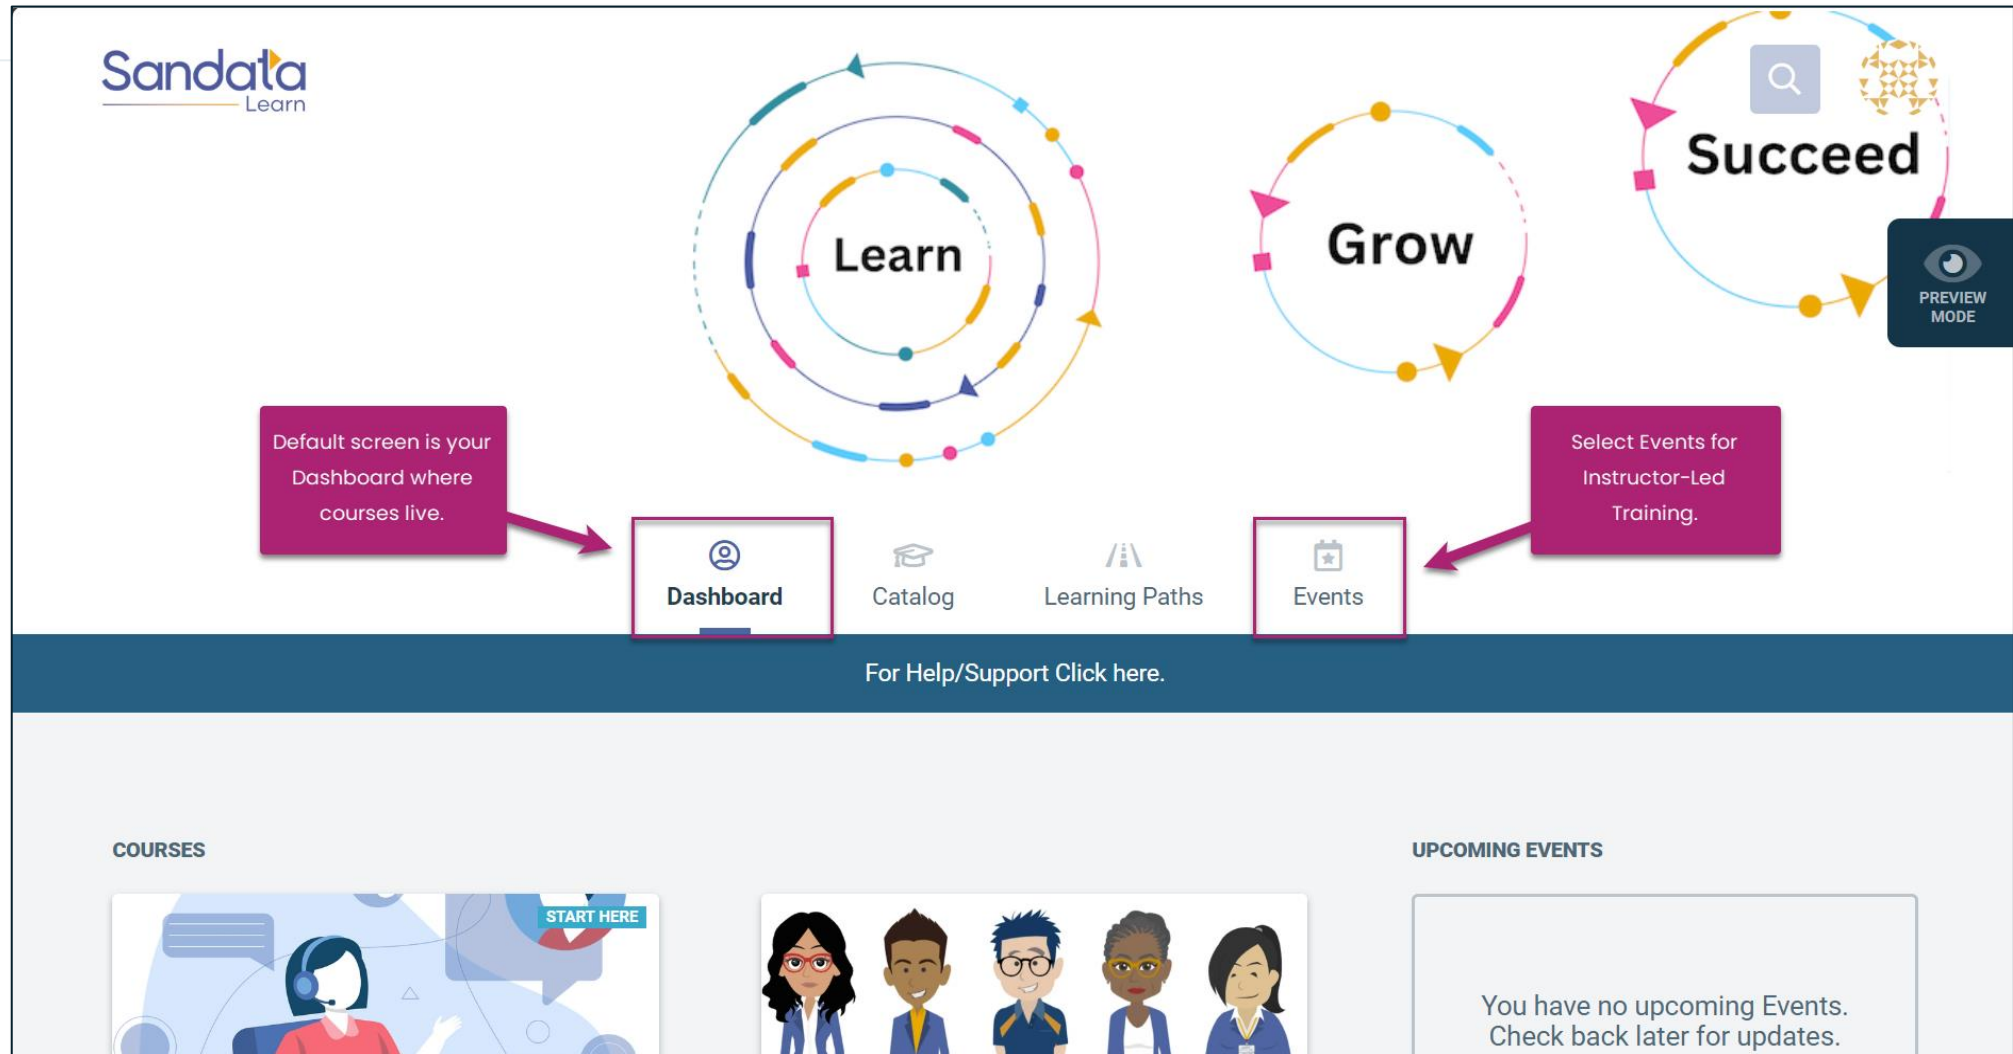 Sandata
Learn
Learn
Grow
Succeed
PREVIEW
MODE
Default screen is your
Dashboard where
courses live.
Select Events for
Instructor-Led
Training.
Dashboard
Catalog
Learning Paths
Events
For Help/Support Click here.
COURSES
UPCOMING EVENTS
START HERE
You have no upcoming Events.
Check back later for updates.